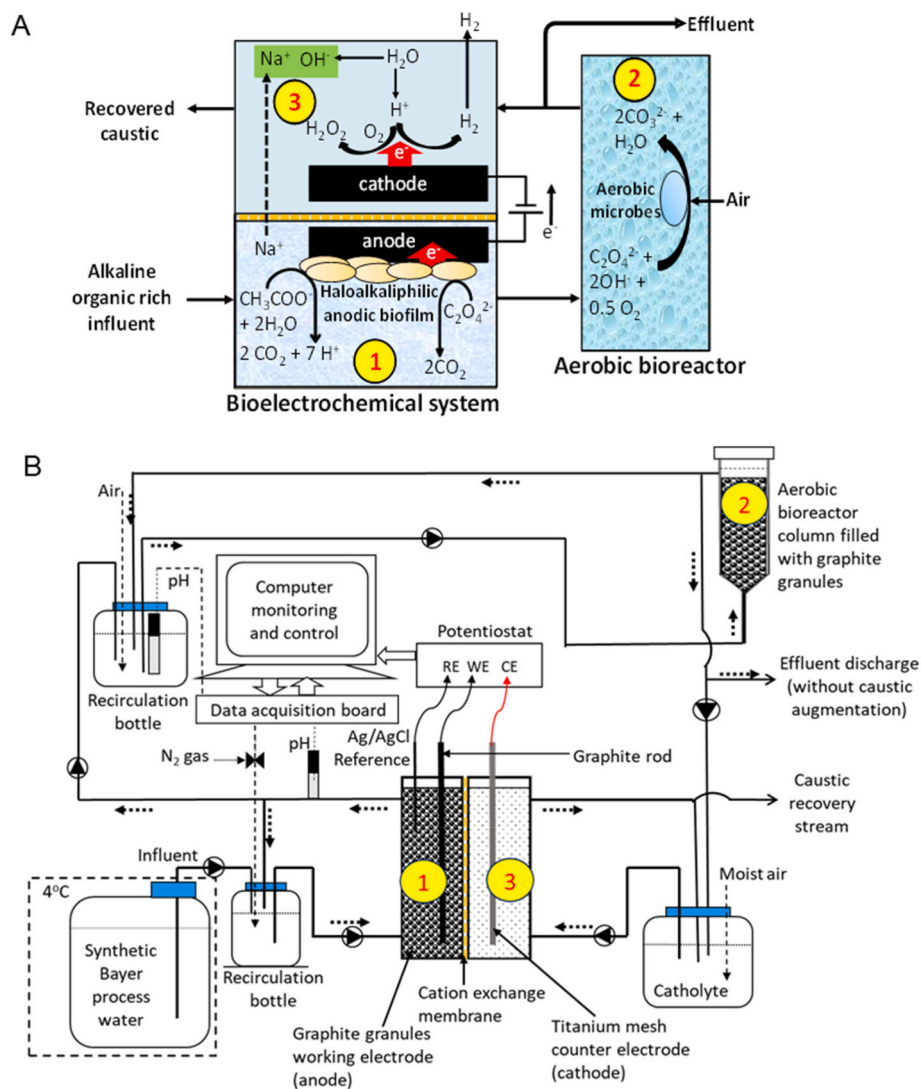 A
H₂
Effluent
Na⁺ OH⁻
H₂O
3
2
Recovered
caustic
H⁺
H₂O₂
O₂
H₂
e⁻
cathode
2CO₃²⁻ +
H₂O
Aerobic
microbes
Air
Na⁺
anode
e⁻
e⁻
Alkaline
organic rich
influent
CH₃COO⁻
+ 2H₂O
2 CO₂ + 7 H⁺
Haloalkaliphilic
anodic biofilm
C₂O₄²⁻
1
2CO₂
C₂O₄²⁻ +
2OH⁻ +
0.5 O₂
Bioelectrochemical system
Aerobic bioreactor
B
Air
pH
Computer
monitoring
and control
Potentiostat
RE WE CE
2
Aerobic
bioreactor
column filled
with graphite
granules
Recirculation
bottle
Data acquisition board
N₂ gas
pH
Ag/AgCl
Reference
Graphite rod
Effluent discharge
(without caustic
augmentation)
Caustic
recovery
stream
Influent
4°C
Synthetic
Bayer
process
water
Recirculation
bottle
1
3
Moist air
Catholyte
Cation exchange
membrane
Graphite granules
working electrode
(anode)
Titanium mesh
counter electrode
(cathode)